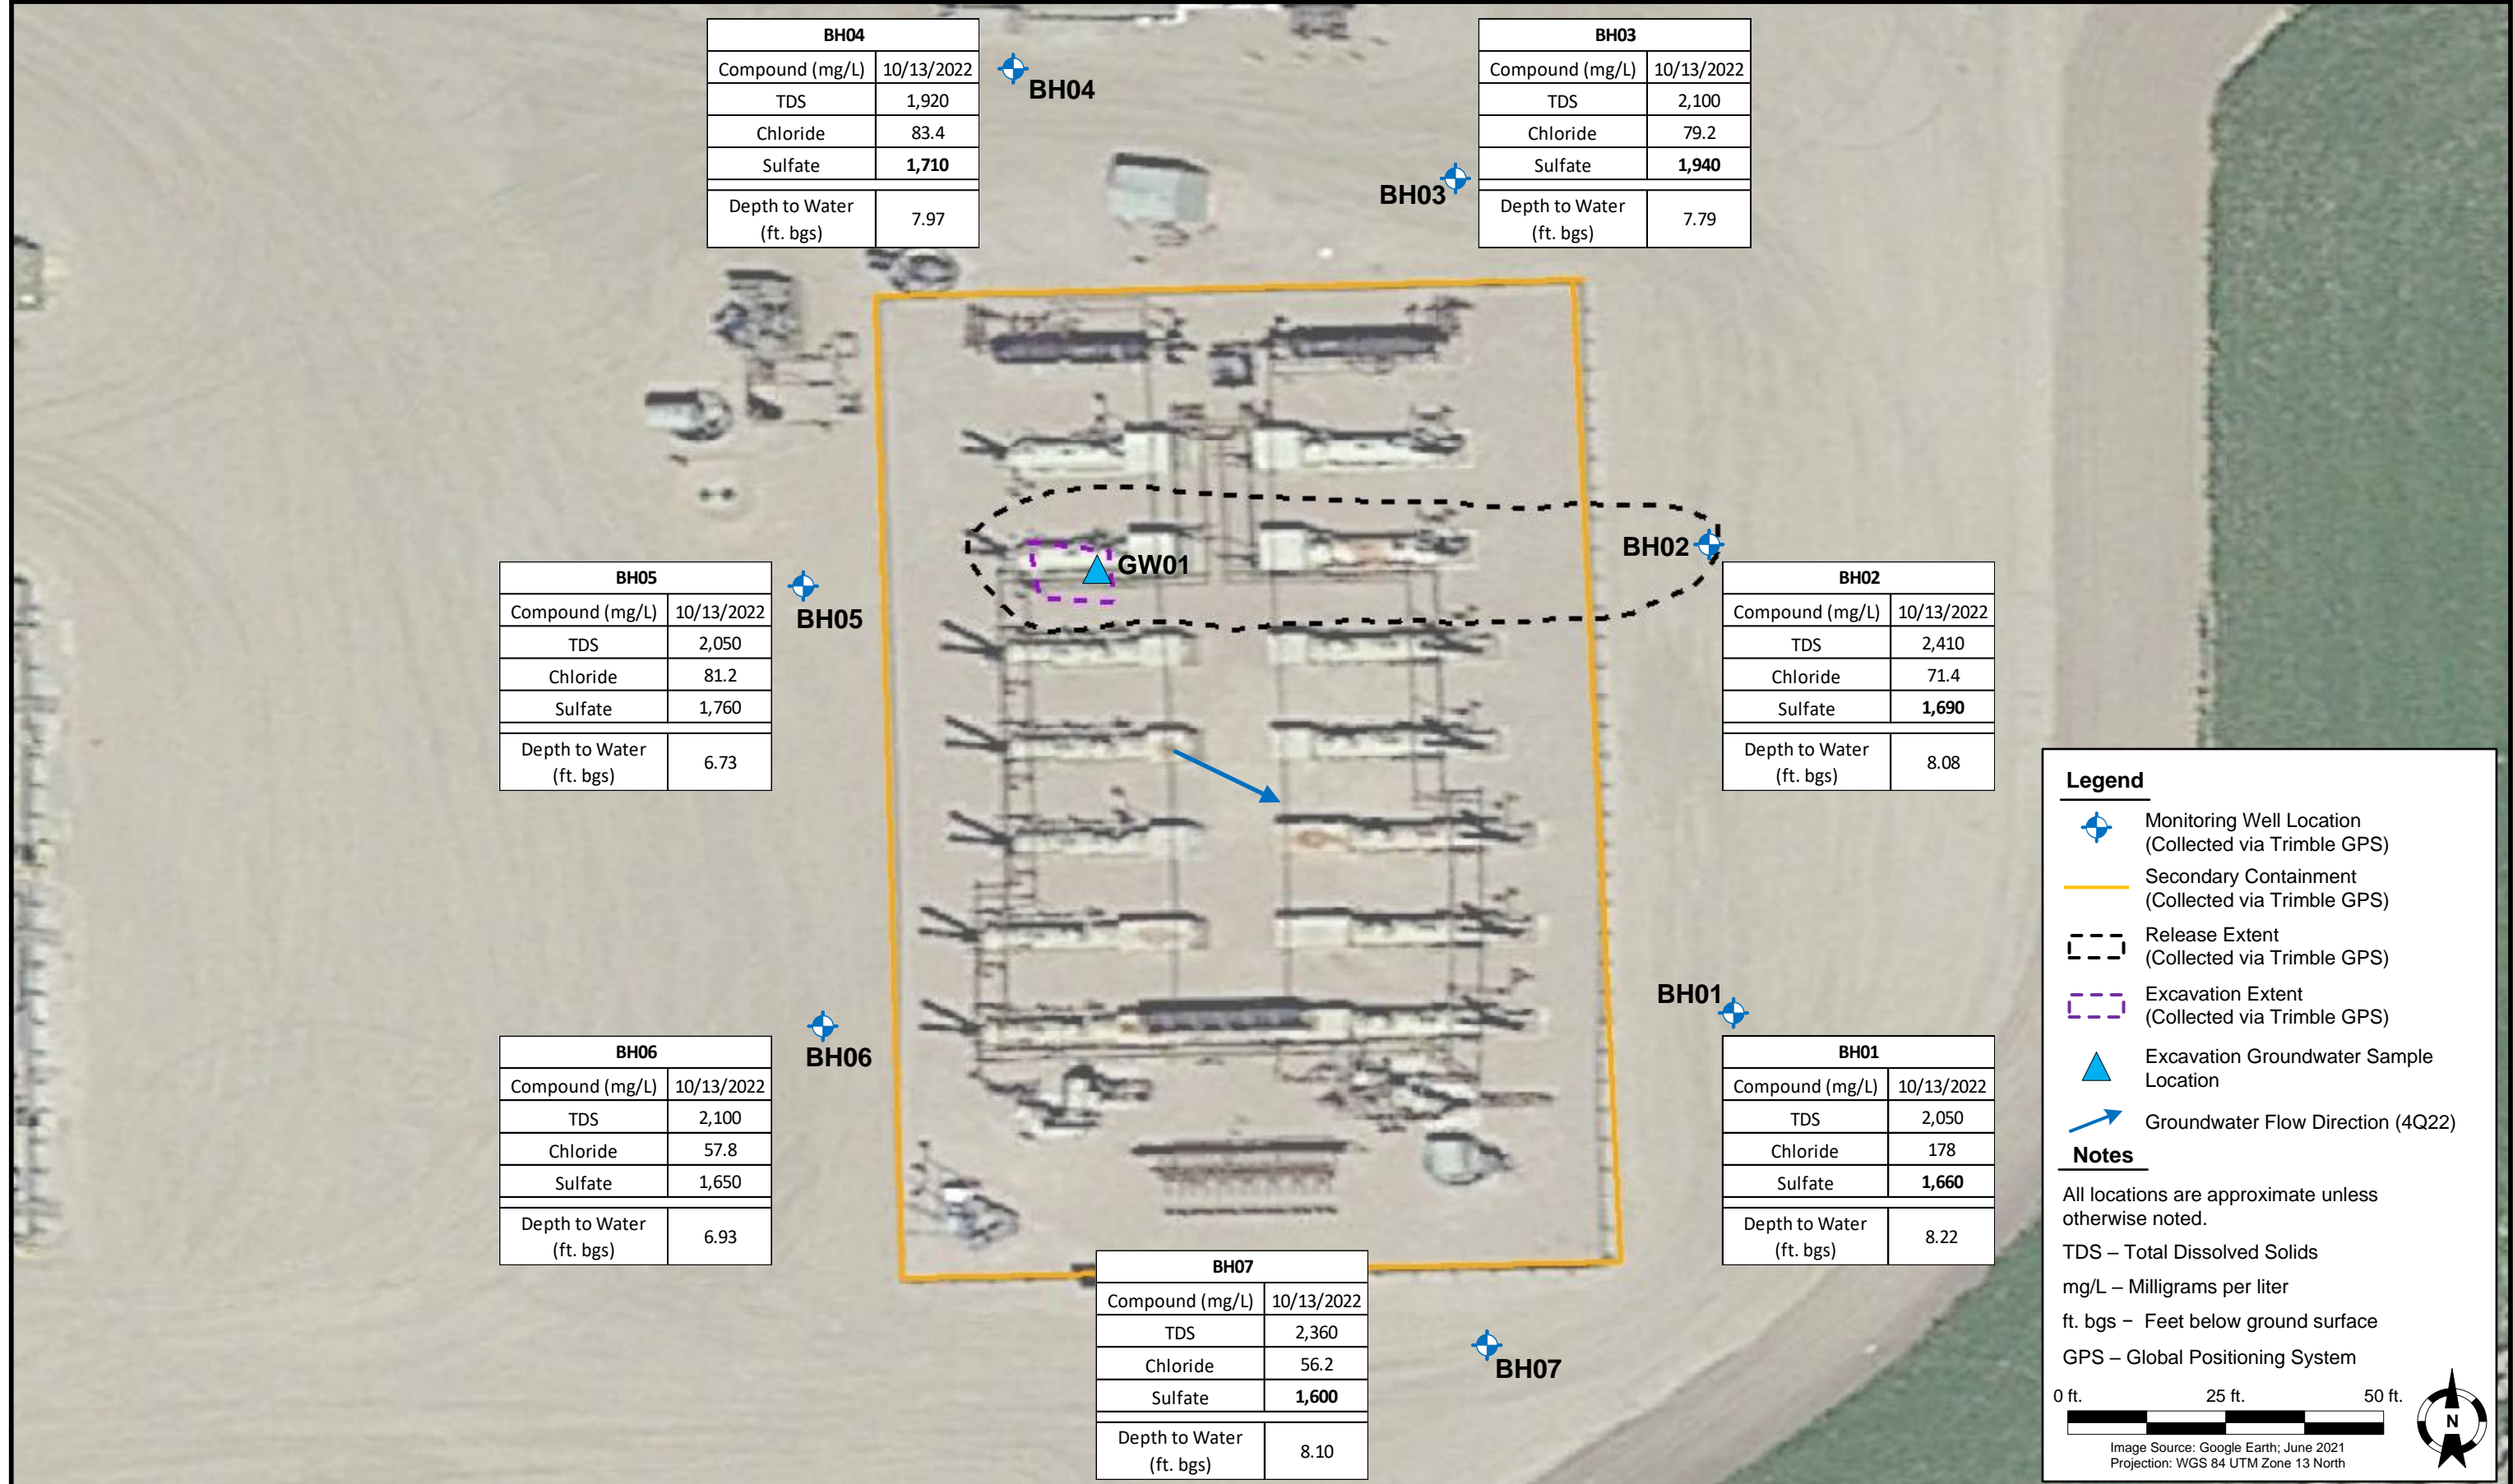 BH04
Compound (mg/L) 10/13/2022
TDS 1,920
Chloride 83.4
Sulfate 1,710
Depth to Water
(ft. bgs) 7.97
BH04
BH03
Compound (mg/L) 10/13/2022
TDS 2,100
Chloride 79.2
Sulfate 1,940
Depth to Water
(ft. bgs) 7.79
BH03
BH05
Compound (mg/L) 10/13/2022
TDS 2,050
Chloride 81.2
Sulfate 1,760
Depth to Water
(ft. bgs) 6.73
BH05
GW01
BH02
BH02
Compound (mg/L) 10/13/2022
TDS 2,410
Chloride 71.4
Sulfate 1,690
Depth to Water
(ft. bgs) 8.08
BH06
Compound (mg/L) 10/13/2022
TDS 2,100
Chloride 57.8
Sulfate 1,650
Depth to Water
(ft. bgs) 6.93
BH06
BH01
BH01
Compound (mg/L) 10/13/2022
TDS 2,050
Chloride 178
Sulfate 1,660
Depth to Water
(ft. bgs) 8.22
BH07
Compound (mg/L) 10/13/2022
TDS 2,360
Chloride 56.2
Sulfate 1,600
Depth to Water
(ft. bgs) 8.10
BH07
Legend
Monitoring Well Location
(Collected via Trimble GPS)
Secondary Containment
(Collected via Trimble GPS)
Release Extent
(Collected via Trimble GPS)
Excavation Extent
(Collected via Trimble GPS)
Excavation Groundwater Sample
Location
Groundwater Flow Direction (4Q22)
Notes
All locations are approximate unless
otherwise noted.
TDS – Total Dissolved Solids
mg/L – Milligrams per liter
ft. bgs – Feet below ground surface
GPS – Global Positioning System
0 ft. 25 ft. 50 ft.
N
Image Source: Google Earth; June 2021
Projection: WGS 84 UTM Zone 13 North